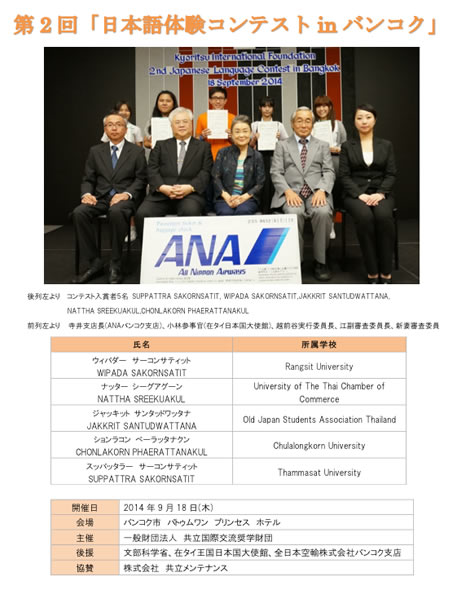 第2回「日本語体験コンテスト in バンコク」
Kyoritsu International Foundation
2nd Japanese Language Contest in Bangkok
18 September 2014
ANA
All Nippon Airways
後列左より　コンテスト入賞者5名 SUPPATTRA SAKORNSATIT, WIPADA SAKORNSATIT,JAKKRIT SANTUDWATTANA,
NATTHA SREEKUAKUL,CHONLAKORN PHAERATTANAKUL
前列左より　寺井支店長(ANAバンコク支店)、小林参事官(在タイ日本国大使館)、越前谷実行委員長、江副審査委員長、新妻審査委員
氏名　所属学校
ウィパダー　サーコンサティット
WIPADA SAKORNSATIT　Rangsit University
ナッター　シーグアグーン
NATTHA SREEKUAKUL　University of The Thai Chamber of Commerce
ジャッキット　サンタッドワッタナ
JAKKRIT SANTUDWATTANA　Old Japan Students Association Thailand
ションラコン　ペーラッタナクン
CHONLAKORN PHAERATTANAKUL　Chulalongkorn University
スッパッタラー　サーコンサティット
SUPPATTRA SAKORNSATIT　Thammasat University
開催日　2014年9月18日(木)
会場　バンコク市　パトゥムワン　プリンセス　ホテル
主催　一般財団法人　共立国際交流奨学財団
後援　文部科学省、在タイ王国日本国大使館、全日本空輸株式会社バンコク支店
協賛　株式会社　共立メンテナンス